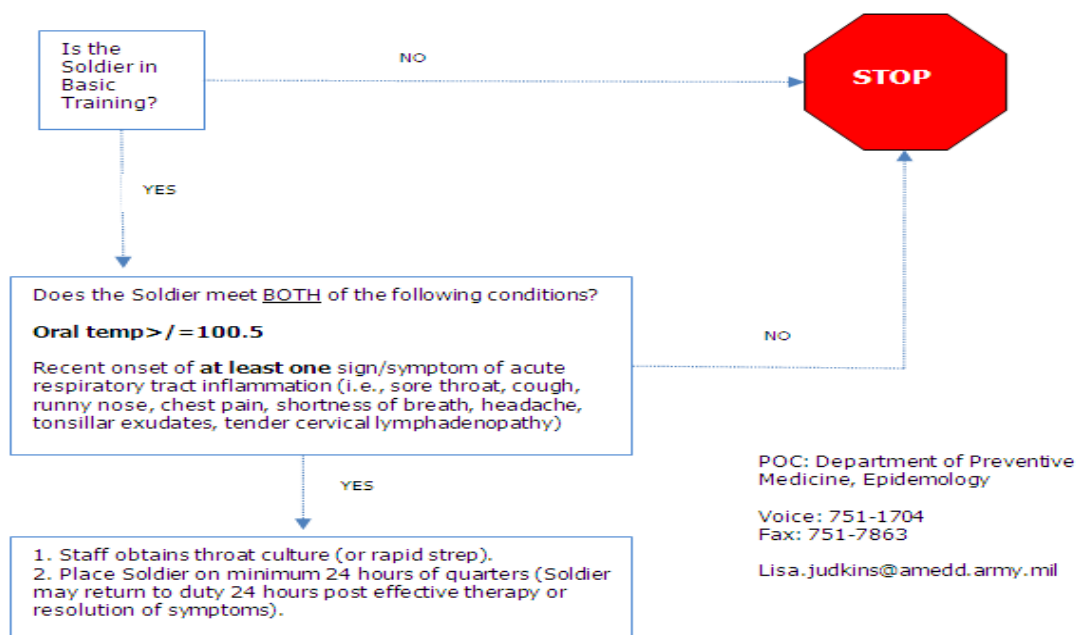 Is the
Soldier in
Basic
Training?
NO
STOP
YES
Does the Soldier meet BOTH of the following conditions?
Oral temp>/=100.5
Recent onset of at least one sign/symptom of acute
respiratory tract inflammation (i.e., sore throat, cough,
runny nose, chest pain, shortness of breath, headache,
tonsillar exudates, tender cervical lymphadenopathy)
NO
YES
1. Staff obtains throat culture (or rapid strep).
2. Place Soldier on minimum 24 hours of quarters (Soldier
may return to duty 24 hours post effective therapy or
resolution of symptoms).
POC: Department of Preventive
Medicine, Epidemology
Voice: 751-1704
Fax: 751-7863
Lisa.judkins@amedd.army.mil